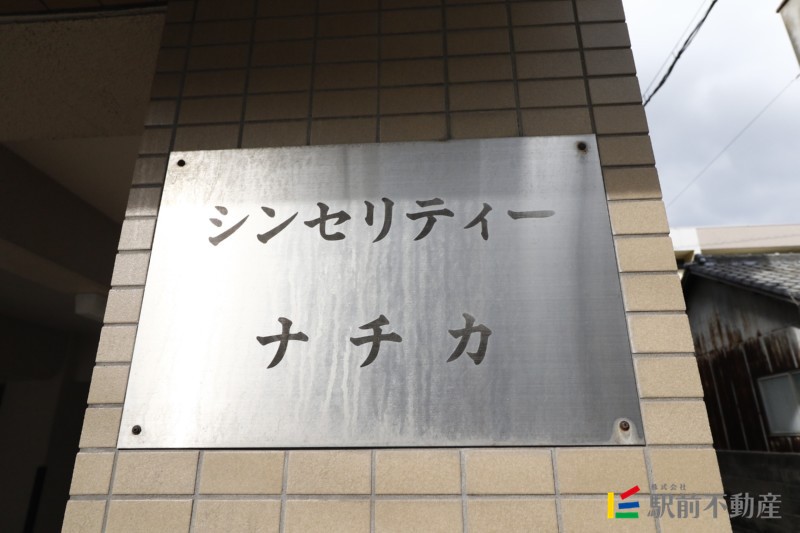 シンセリティー
ナチカ
株式会社
駅前不動産